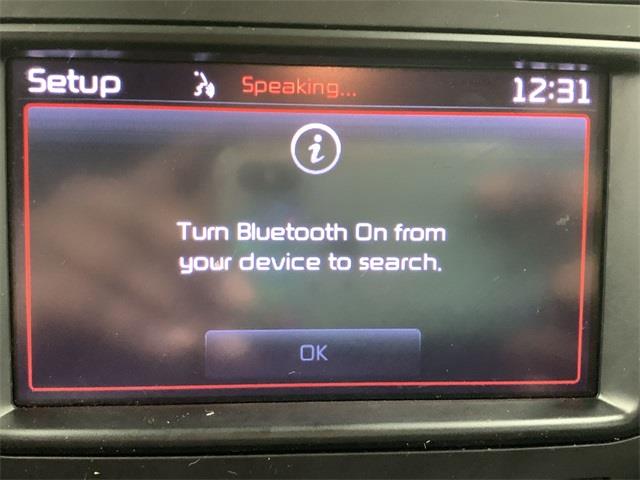 Setup Speaking... 12:31
i
Turn Bluetooth On from
your device to search.
OK